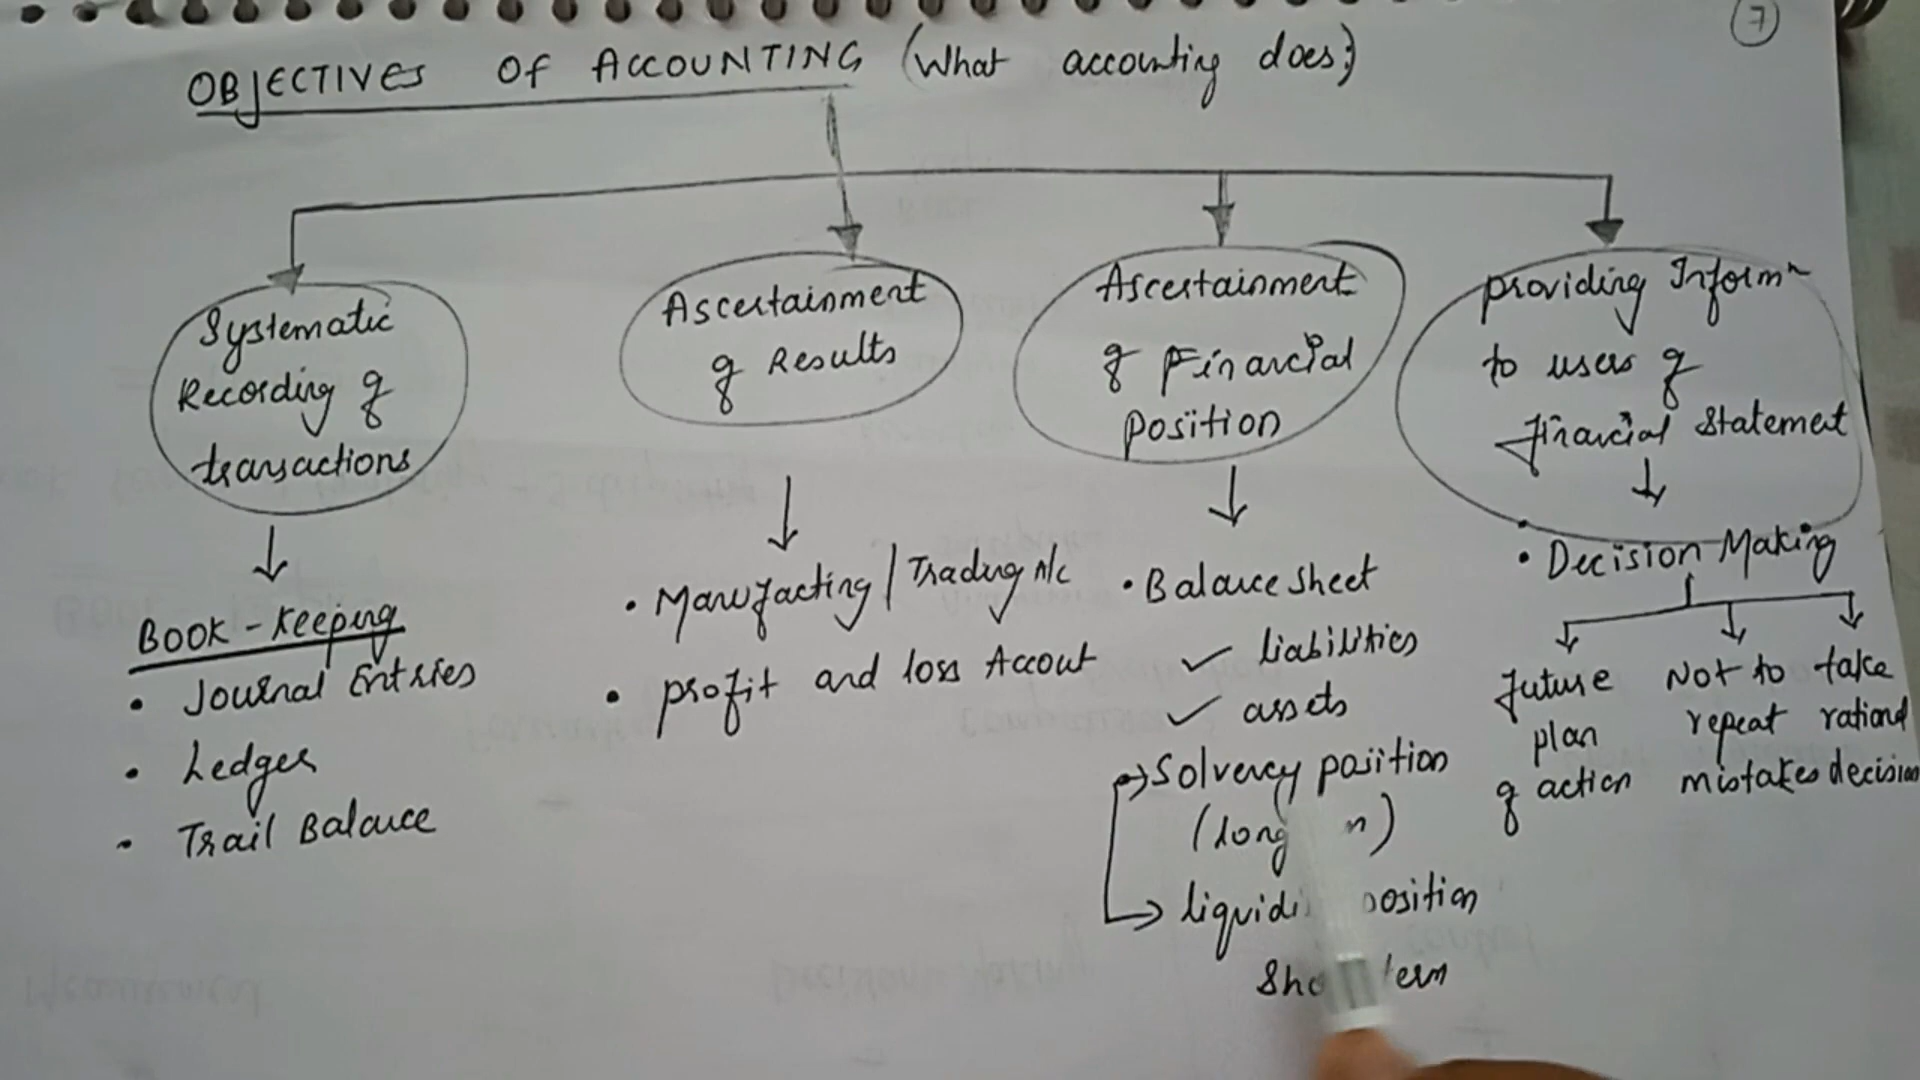 7
OBJECTIVES OF ACCOUNTING (What accounting does)
Systematic
Recording of
transactions
BOOK-Keeping
• Journal Entries
• Ledger
• Trail Balance
Ascertainment
of Results
• Manufacting / Trading A/c
• profit and loss Accout
Ascertainment
of Financial
position
• Balance sheet
✓ liabilities
✓ assets
→ Solvency position
(long
→ position
providing Inform^n
to users of
financial statement
• Decision Making
future
plan
of action
Not to
repeat
mistakes
take
rational
decision